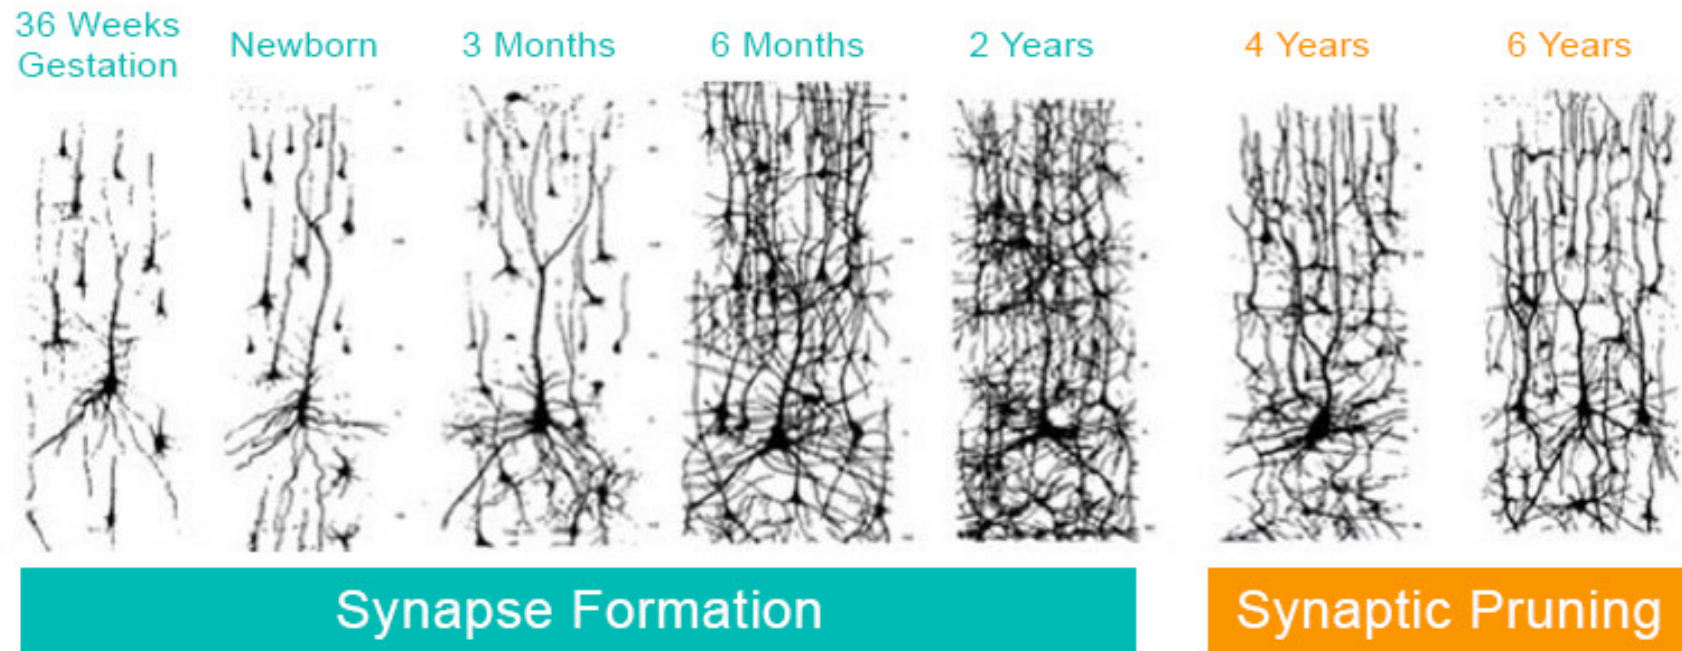 36 Weeks
Gestation
Newborn
3 Months
6 Months
2 Years
4 Years
6 Years
Synapse Formation
Synaptic Pruning